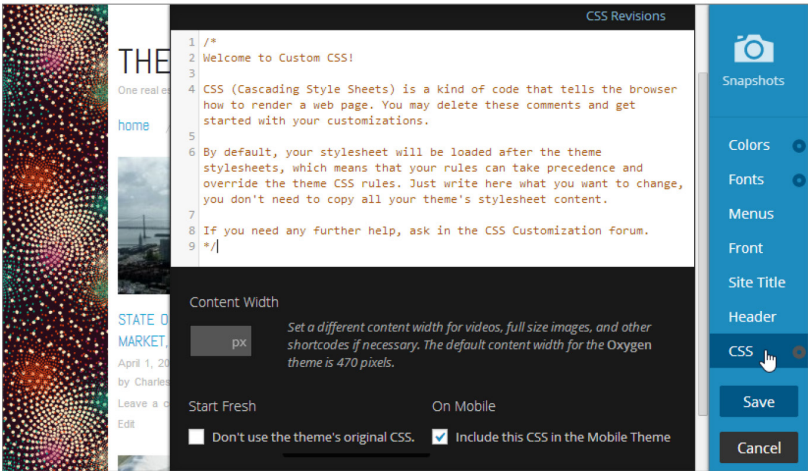 CSS Revisions
1 /*
2 Welcome to Custom CSS!
3
4 CSS (Cascading Style Sheets) is a kind of code that tells the browser
how to render a web page. You may delete these comments and get
started with your customizations.
5
6 By default, your stylesheet will be loaded after the theme
stylesheets, which means that your rules can take precedence and
override the theme CSS rules. Just write here what you want to change,
you don't need to copy all your theme's stylesheet content.
7
8 If you need any further help, ask in the CSS Customization forum.
9 */
Content Width
px
Set a different content width for videos, full size images, and other
shortcodes if necessary. The default content width for the Oxygen
theme is 470 pixels.
Start Fresh
Don't use the theme's original CSS.
On Mobile
Include this CSS in the Mobile Theme
THE
One real es
home /
STATE O
MARKET,
April 1, 20
by Charles
Leave a c
Edit
Snapshots
Colors
Fonts
Menus
Front
Site Title
Header
CSS
Save
Cancel